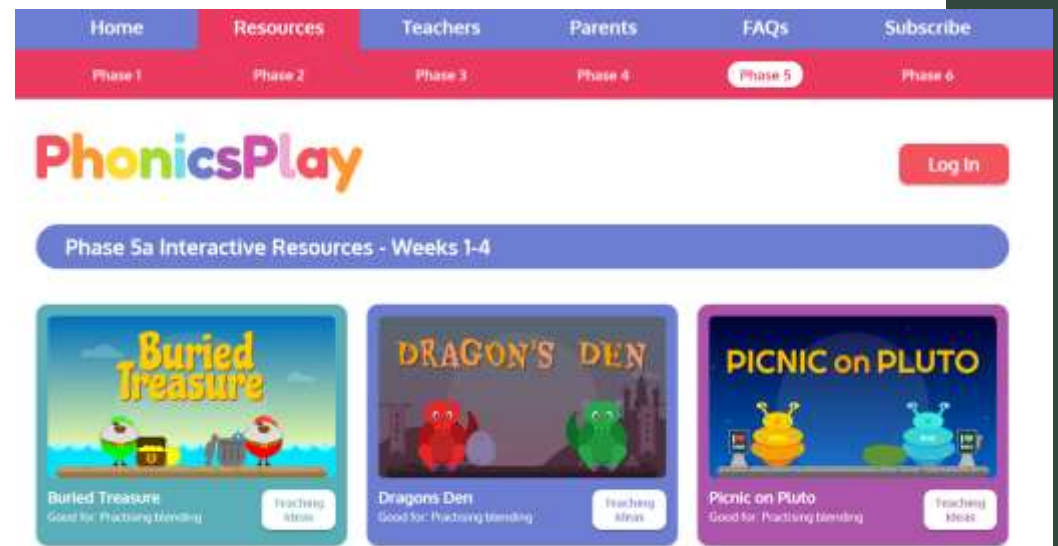 Home Resources Teachers Parents FAQs Subscribe
Phase 1 Phase 2 Phase 3 Phase 4 Phase 5 Phase 6
PhonicsPlay
Log In
Phase 5a Interactive Resources - Weeks 1-4
Buried
Treasure
DRAGON'S DEN
PICNIC on PLUTO
Buried Treasure
Good for: Practising blending
Teaching
Ideas
Dragons Den
Good for: Practising blending
Teaching
Ideas
Picnic on Pluto
Good for: Practising blending
Teaching
Ideas